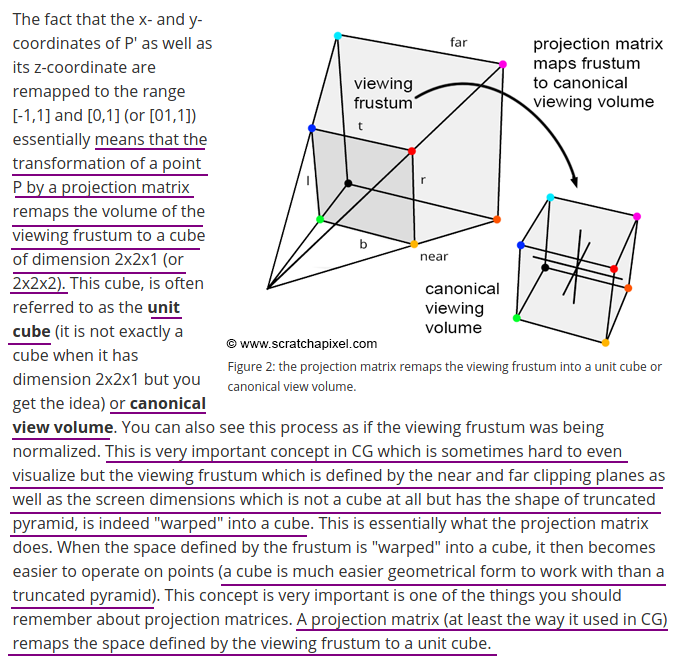 The fact that the x- and y-
coordinates of P' as well as
its z-coordinate are
remapped to the range
[-1,1] and [0,1] (or [01,1])
essentially means that the
transformation of a point
P by a projection matrix
remaps the volume of the
viewing frustum to a cube
of dimension 2x2x1 (or
2x2x2). This cube, is often
referred to as the unit
cube (it is not exactly a
cube when it has
dimension 2x2x1 but you
get the idea) or canonical
far
viewing
frustum
t
l
r
b
near
projection matrix
maps frustum
to canonical
viewing volume
canonical
viewing
volume
© www.scratchapixel.com
Figure 2: the projection matrix remaps the viewing frustum into a unit cube or
canonical view volume.
view volume. You can also see this process as if the viewing frustum was being
normalized. This is very important concept in CG which is sometimes hard to even
visualize but the viewing frustum which is defined by the near and far clipping planes as
well as the screen dimensions which is not a cube at all but has the shape of truncated
pyramid, is indeed "warped" into a cube. This is essentially what the projection matrix
does. When the space defined by the frustum is "warped" into a cube, it then becomes
easier to operate on points (a cube is much easier geometrical form to work with than a
truncated pyramid). This concept is very important is one of the things you should
remember about projection matrices. A projection matrix (at least the way it used in CG)
remaps the space defined by the viewing frustum to a unit cube.